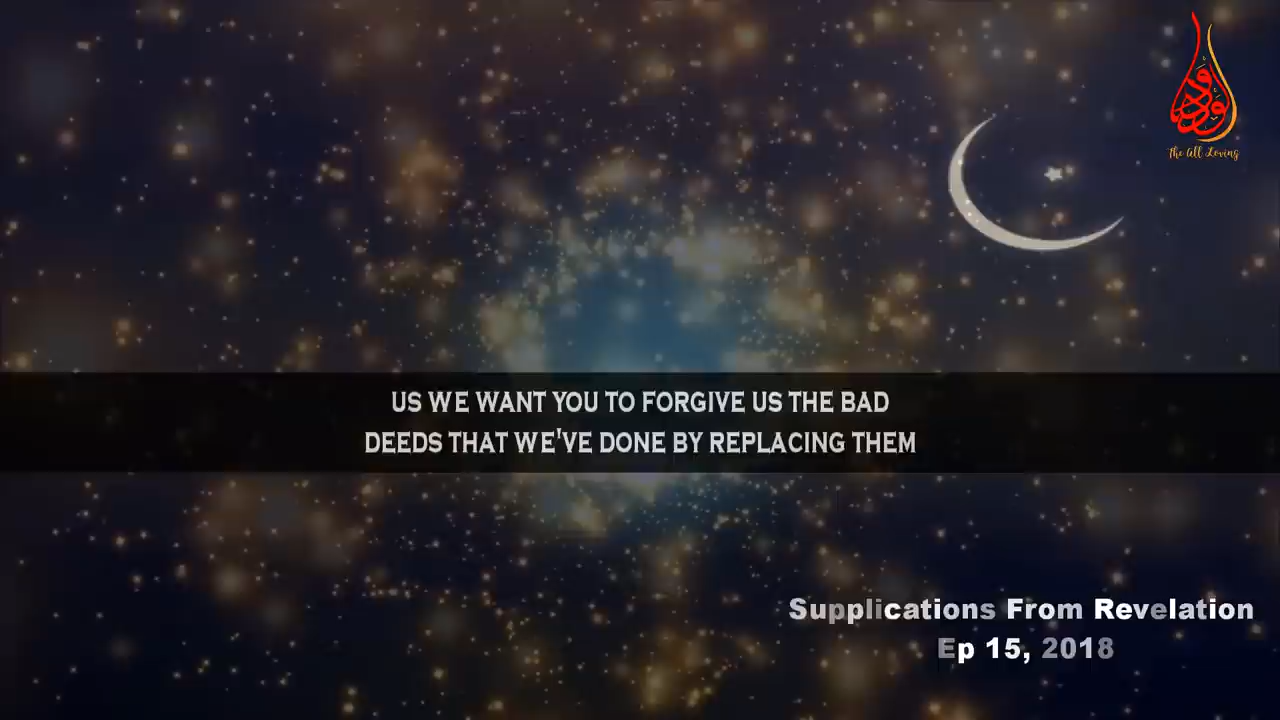 الودود
The All Loving
US WE WANT YOU TO FORGIVE US THE BAD
DEEDS THAT WE'VE DONE BY REPLACING THEM
Supplications From Revelation
Ep 15, 2018